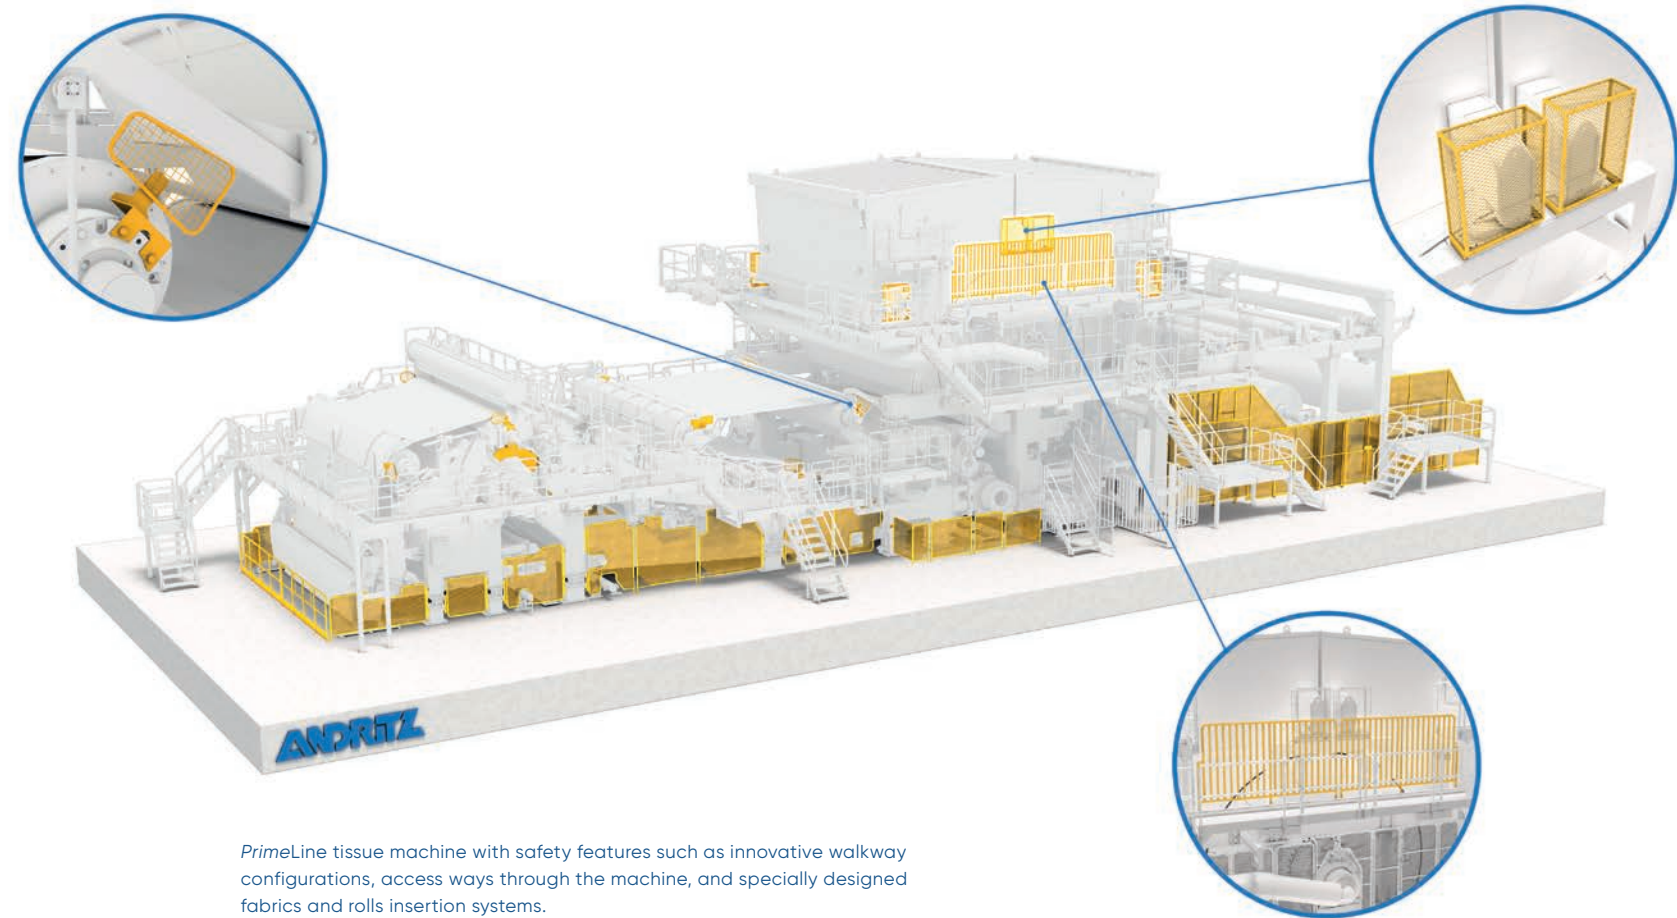 ANDRITZ
PrimeLine tissue machine with safety features such as innovative walkway
configurations, access ways through the machine, and specially designed
fabrics and rolls insertion systems.